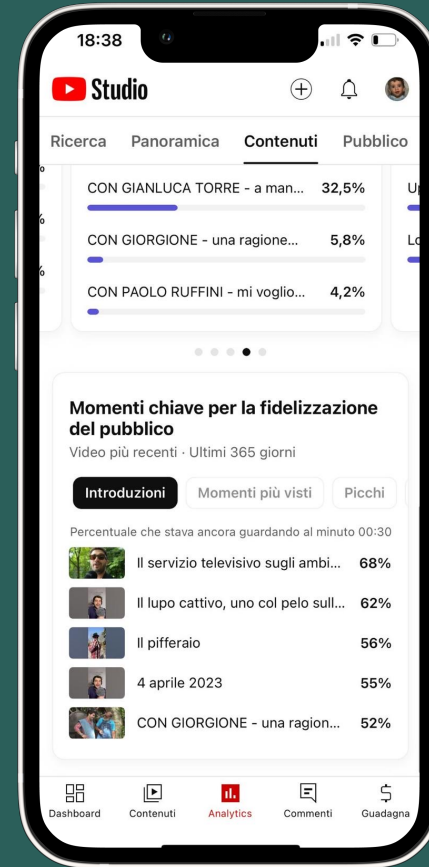 18:38
Studio
Ricerca Panoramica Contenuti Pubblico
CON GIANLUCA TORRE - a man... 32,5%
CON GIORGIONE - una ragione... 5,8%
CON PAOLO RUFFINI - mi voglio... 4,2%
Momenti chiave per la fidelizzazione
del pubblico
Video più recenti · Ultimi 365 giorni
Introduzioni Momenti più visti Picchi
Percentuale che stava ancora guardando al minuto 00:30
Il servizio televisivo sugli ambi... 68%
Il lupo cattivo, uno col pelo sull... 62%
Il pifferaio 56%
4 aprile 2023 55%
CON GIORGIONE - una ragion... 52%
Dashboard Contenuti Analytics Commenti Guadagna